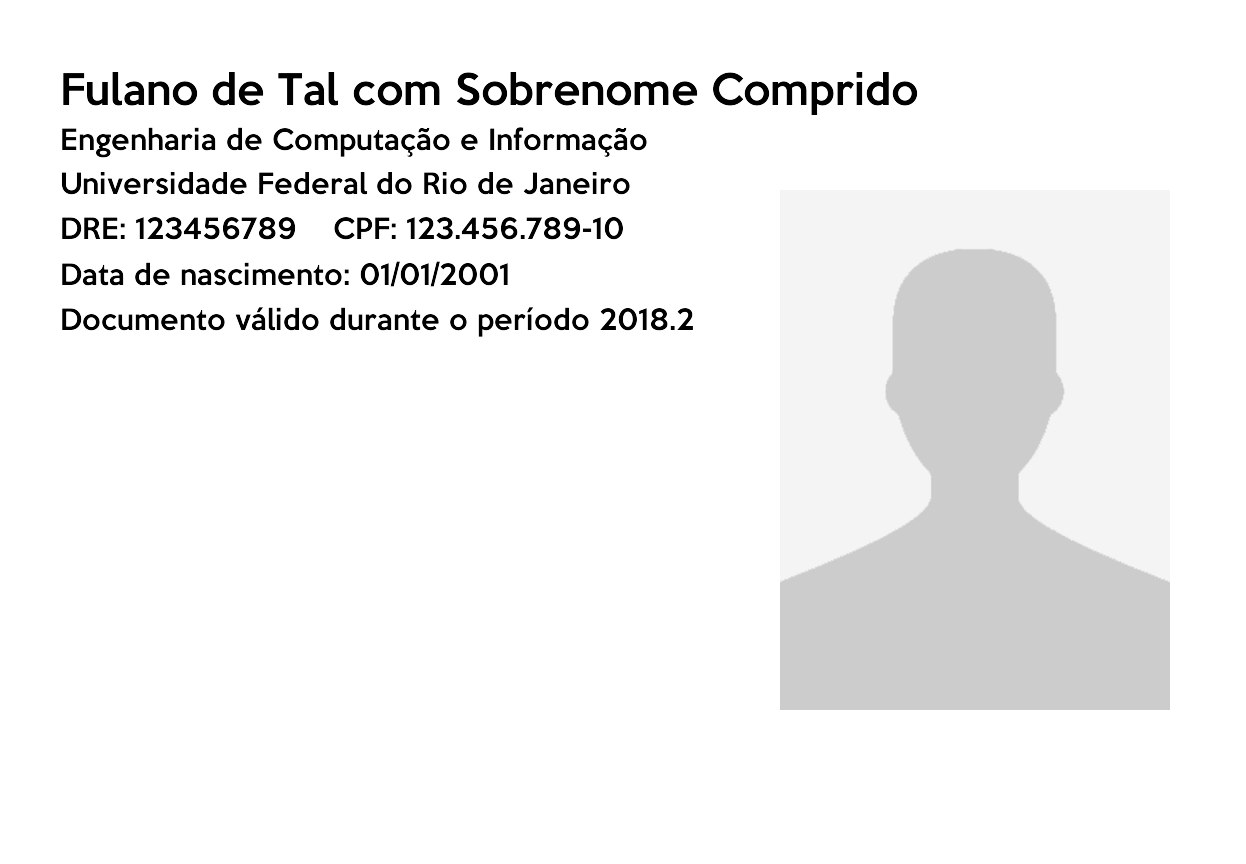 Fulano de Tal com Sobrenome Comprido
Engenharia de Computação e Informação
Universidade Federal do Rio de Janeiro
DRE: 123456789 CPF: 123.456.789-10
Data de nascimento: 01/01/2001
Documento válido durante o período 2018.2